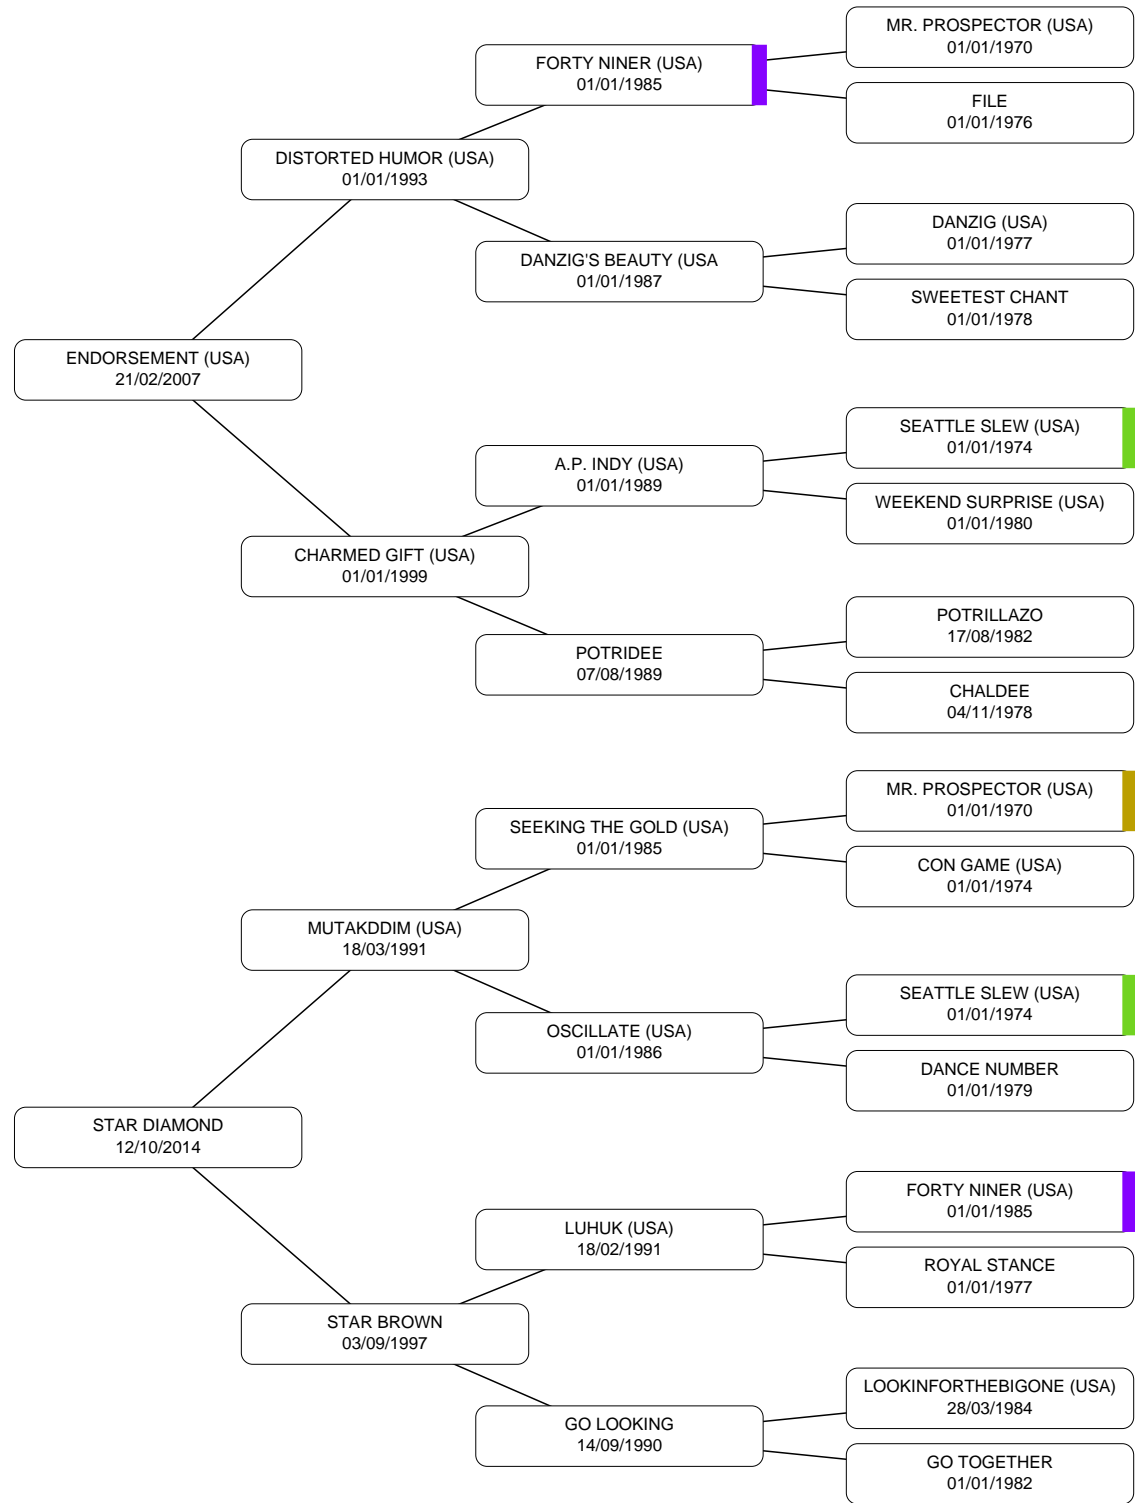 MR. PROSPECTOR (USA)
01/01/1970
FORTY NINER (USA)
01/01/1985
FILE
01/01/1976
DISTORTED HUMOR (USA)
01/01/1993
DANZIG (USA)
01/01/1977
DANZIG'S BEAUTY (USA
01/01/1987
SWEETEST CHANT
01/01/1978
ENDORSEMENT (USA)
21/02/2007
SEATTLE SLEW (USA)
01/01/1974
A.P. INDY (USA)
01/01/1989
WEEKEND SURPRISE (USA)
01/01/1980
CHARMED GIFT (USA)
01/01/1999
POTRILLAZO
17/08/1982
POTRIDEE
07/08/1989
CHALDEE
04/11/1978
MR. PROSPECTOR (USA)
01/01/1970
SEEKING THE GOLD (USA)
01/01/1985
CON GAME (USA)
01/01/1974
MUTAKDDIM (USA)
18/03/1991
SEATTLE SLEW (USA)
01/01/1974
OSCILLATE (USA)
01/01/1986
DANCE NUMBER
01/01/1979
STAR DIAMOND
12/10/2014
FORTY NINER (USA)
01/01/1985
LUHUK (USA)
18/02/1991
ROYAL STANCE
01/01/1977
STAR BROWN
03/09/1997
LOOKINFORTHEBIGONE (USA)
28/03/1984
GO LOOKING
14/09/1990
GO TOGETHER
01/01/1982